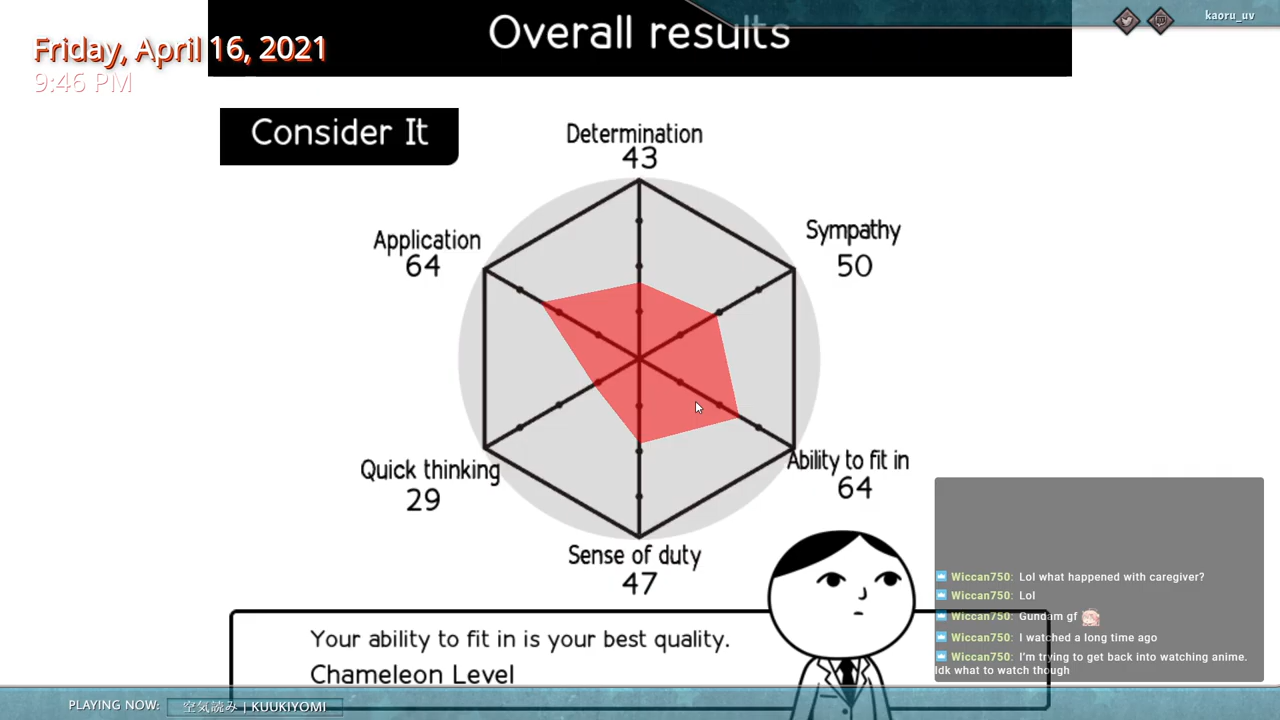 Overall results
kaoru_uv
Friday, April 16, 2021
9:46 PM
Consider It
Determination
43
Application
64
Sympathy
50
Quick thinking
29
Ability to fit in
64
Sense of duty
47
Your ability to fit in is your best quality.
Chameleon Level
Wiccan750: Lol what happened with caregiver?
Wiccan750: Lol
Wiccan750: Gundam gf
Wiccan750: I watched a long time ago
Wiccan750: I'm trying to get back into watching anime.
Idk what to watch though
PLAYING NOW: 空気読み | KUUKIYOMI